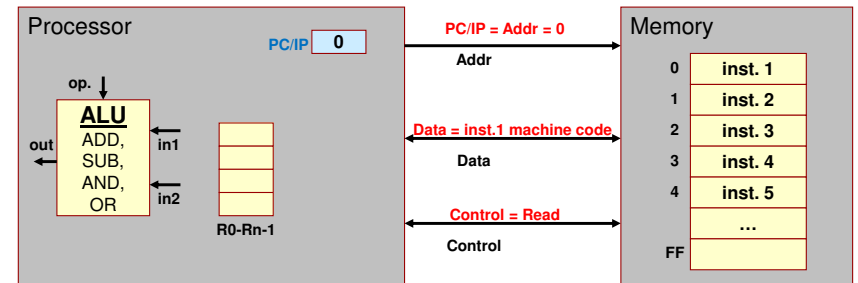 Processor
PC/IP 0
op.
ALU
ADD,
SUB,
AND,
OR
out
in1
in2
R0-Rn-1
PC/IP = Addr = 0
Addr
Data = inst.1 machine code
Data
Control = Read
Control
Memory
0 inst. 1
1 inst. 2
2 inst. 3
3 inst. 4
4 inst. 5
…
FF